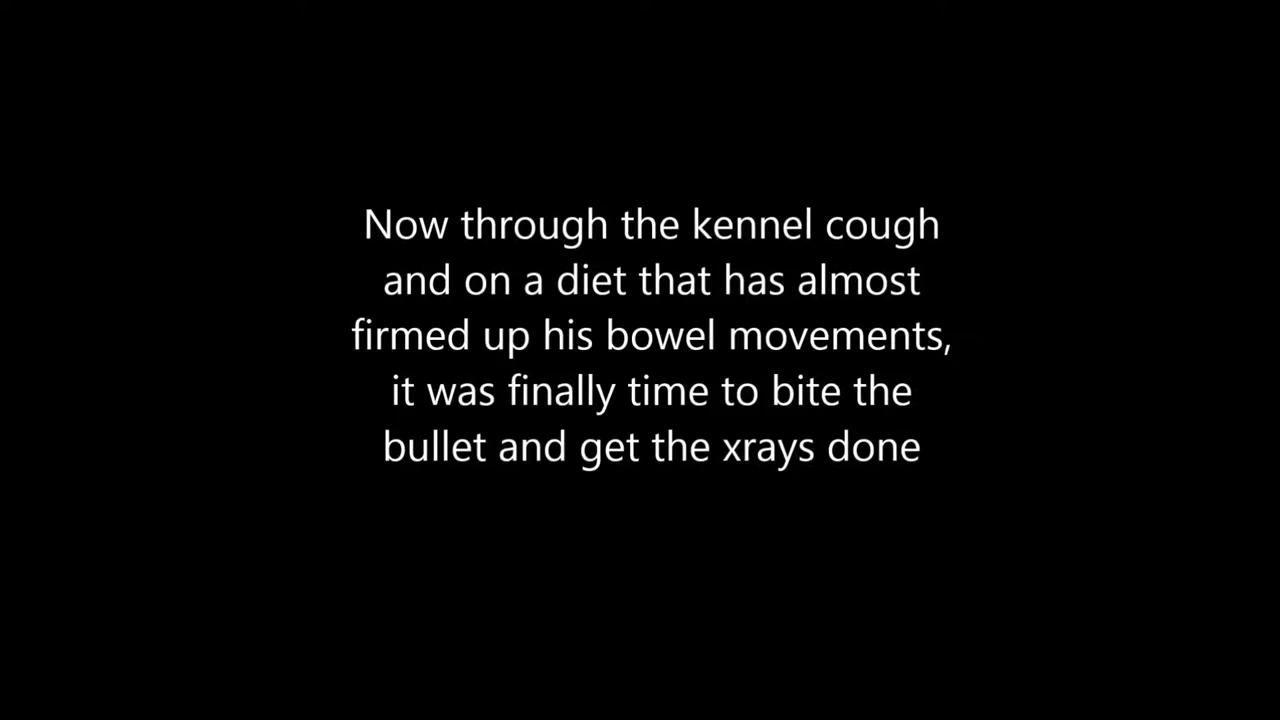 Now through the kennel cough
and on a diet that has almost
firmed up his bowel movements,
it was finally time to bite the
bullet and get the xrays done